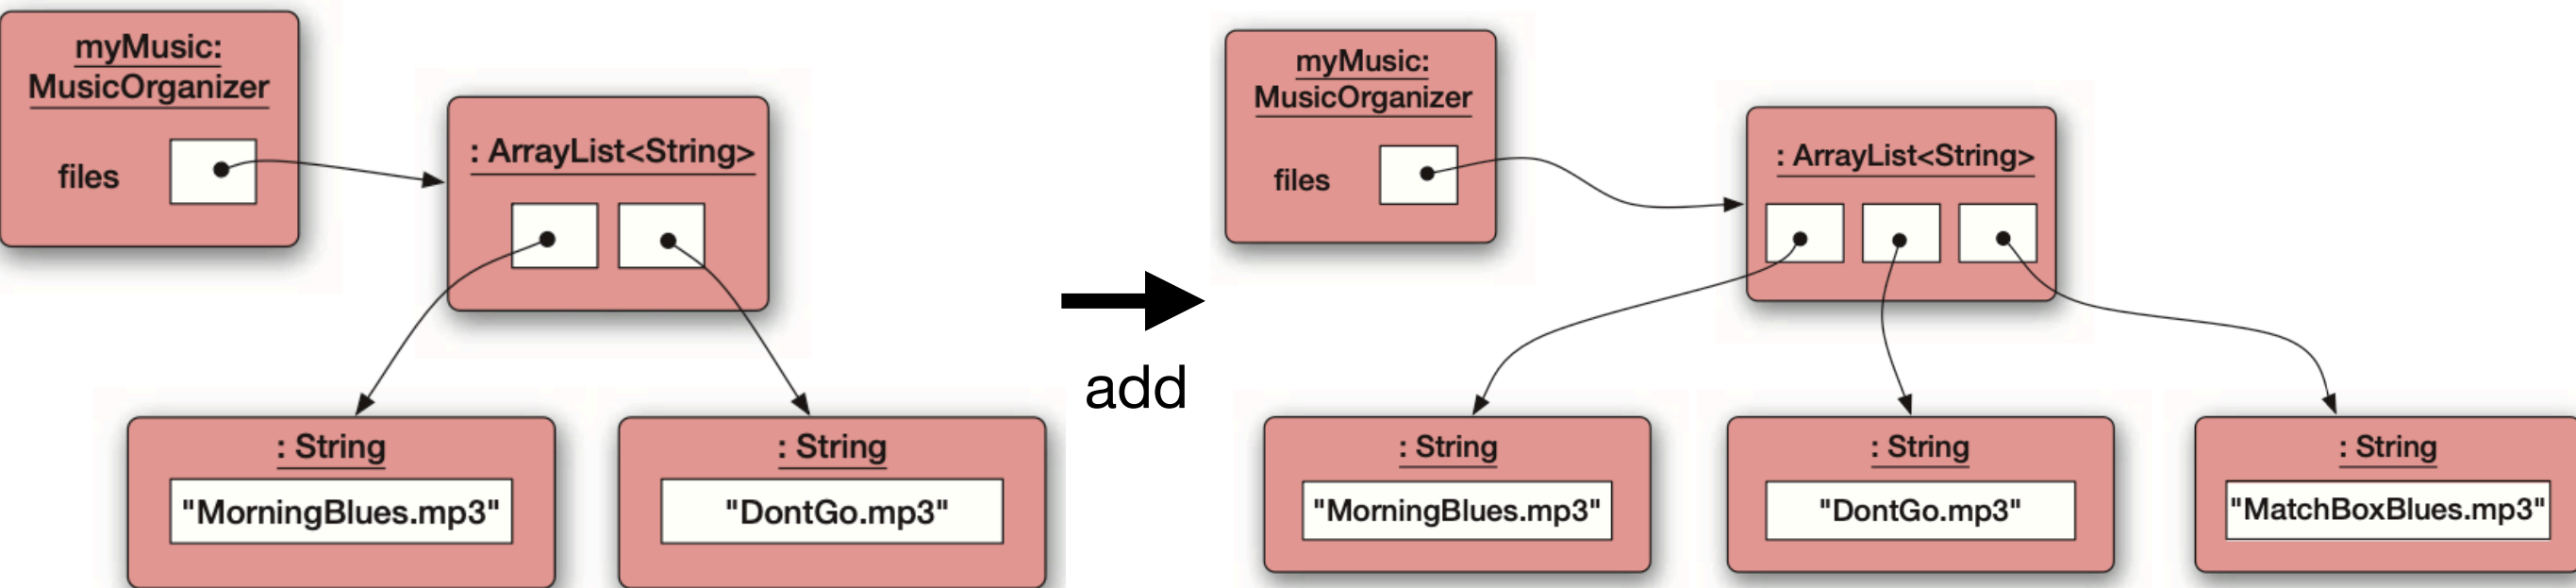 myMusic:
MusicOrganizer
files
: ArrayList<String>
: String
"MorningBlues.mp3"
: String
"DontGo.mp3"
add
myMusic:
MusicOrganizer
files
: ArrayList<String>
: String
"MorningBlues.mp3"
: String
"DontGo.mp3"
: String
"MatchBoxBlues.mp3"